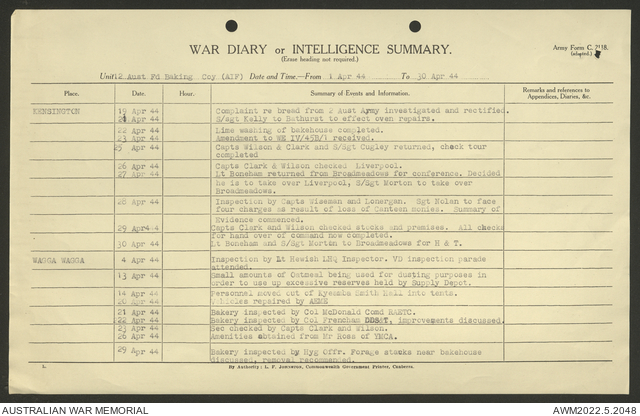 WAR DIARY or INTELLIGENCE SUMMARY.
(Erase heading not required.)
Army Form C. 2118.
(adapted.)
Unit 2 Aust Fd Baking Coy (AIF) Date and Time.—From 1 Apr 44 To 30 Apr 44
Place. Date. Hour. Summary of Events and Information. Remarks and references to Appendices, Diaries, &c.
KENSINGTON 19 Apr 44 Complaint re bread from 2 Aust Army investigated and rectified.
21 Apr 44 S/Sgt Kelly to Bathurst to effect oven repairs.
22 Apr 44 Lime washing of bakehouse completed.
23 Apr 44 Amendment to WE IV/45B/1 received.
25 Apr 44 Capts Wilson & Clark and S/Sgt Cugley returned, check tour
completed
26 Apr 44 Capts Clark & Wilson checked Liverpool.
27 Apr 44 Lt Boneham returned from Broadmeadows for conference. Decided
he is to take over Liverpool, S/Sgt Morton to take over
Broadmeadows.
28 Apr 44 Inspection by Capts Wiseman and Lonergan. Sgt Nolan to face
four charges as result of loss of Canteen monies. Summary of
Evidence commenced.
29 Apr44 Capts Clark and Wilson checked stocks and premises. All checks
for hand over of command now completed.
30 Apr 44 Lt Boneham and S/Sgt Morton to Broadmeadows for H & T.
WAGGA WAGGA 4 Apr 44 Inspection by Lt Hewish LHQ Inspector. VD inspection parade
attended.
13 Apr 44 Small amounts of Oatmeal being used for dusting purposes in
order to use up excessive reserves held by Supply Depot.
14 Apr 44 Personnel moved out of Kyeamba Smith Hall into tents.
20 Apr 44 Vehicles repaired by AEME
21 Apr 44 Bakery inspected by Col McDonald Comd RAETC.
22 Apr 44 Bakery inspected by Col Frencham DDS&T, improvements discussed.
23 Apr 44 Sec checked by Capts Clark and Wilson.
26 Apr 44 Amenities obtained from Mr Ross of YMCA.
29 Apr 44 Bakery inspected by Hyg Offr. Forage stocks near bakehouse
discussed, removal recommended.
By Authority: L. F. Johnston, Commonwealth Government Printer, Canberra.
AUSTRALIAN WAR MEMORIAL
AWM2022.5.2048